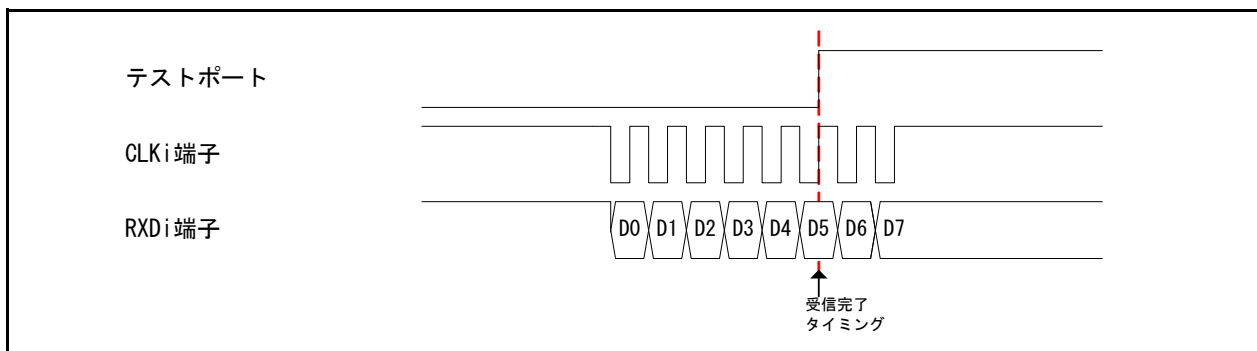 テストポート
CLKi端子
RXDi端子
D0 D1 D2 D3 D4 D5 D6 D7
受信完了
タイミング